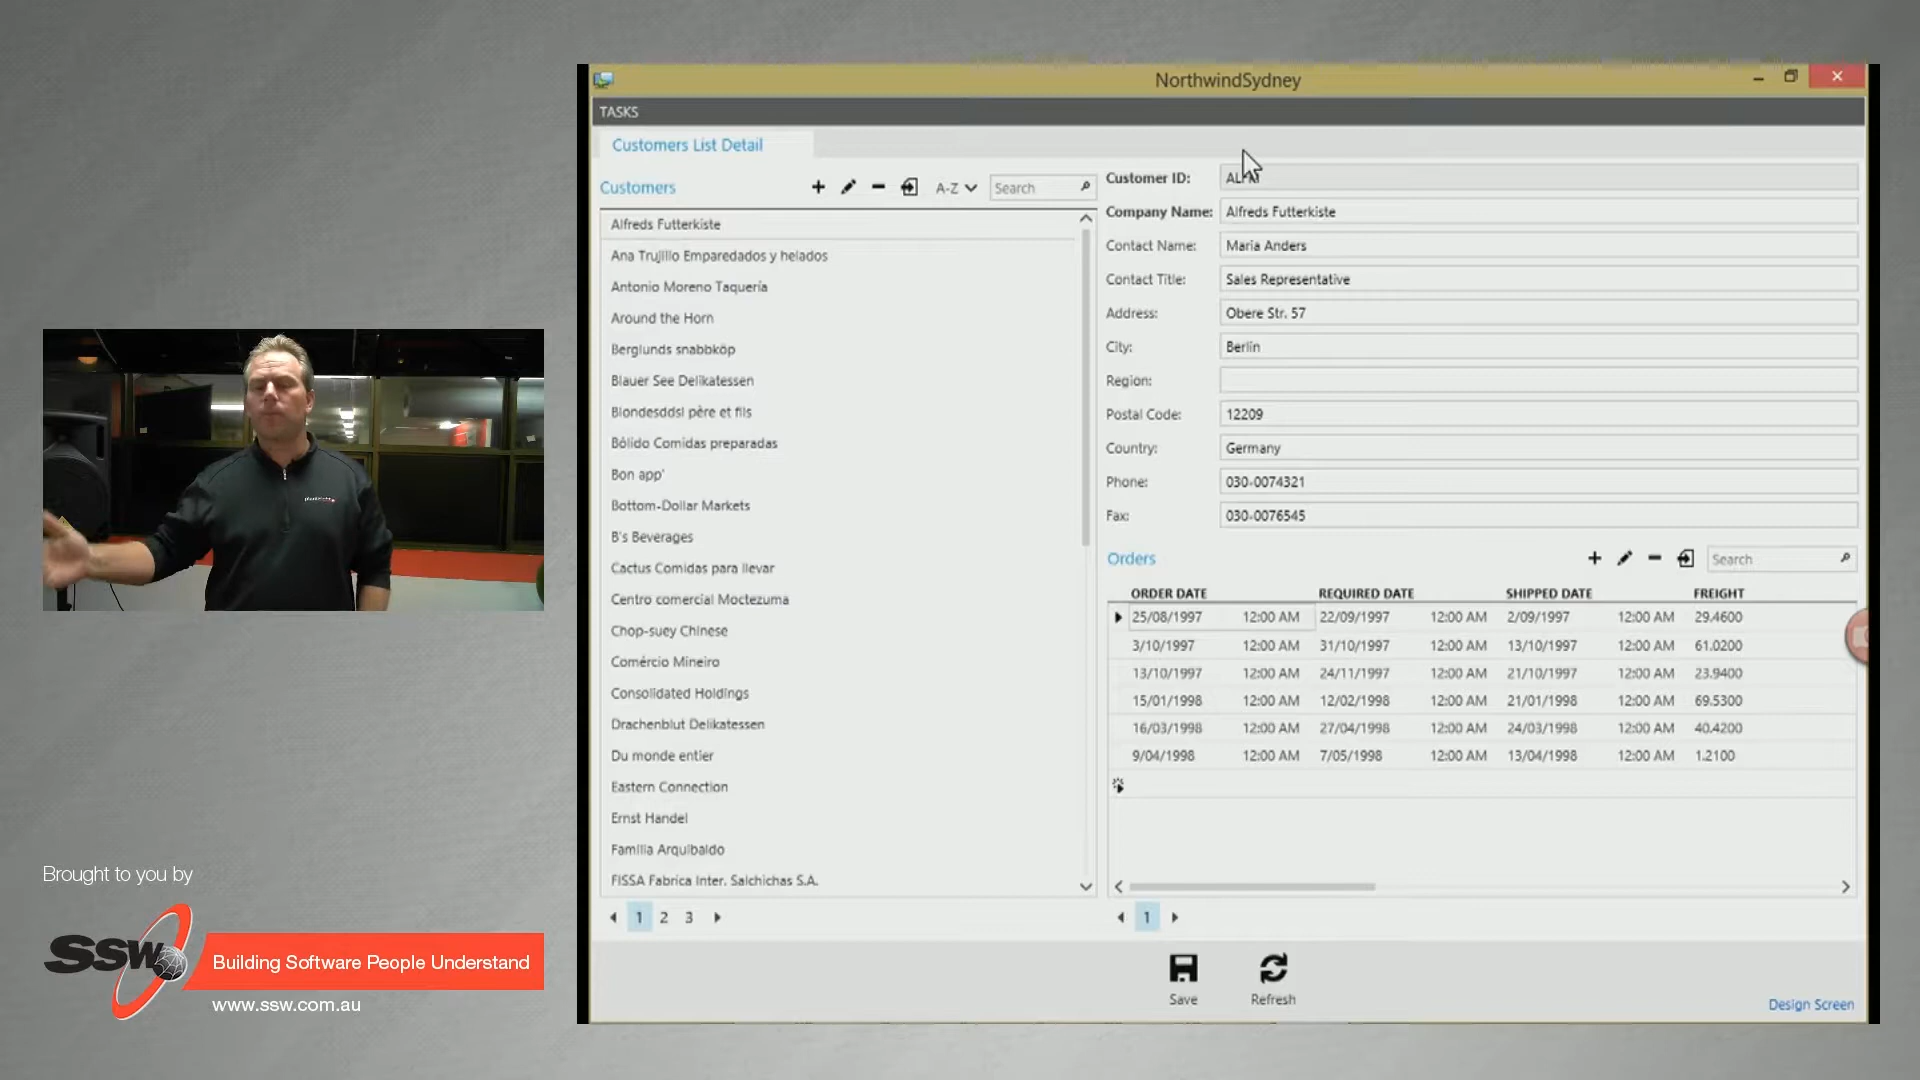 NorthwindSydney
TASKS
Customers List Detail
Customers
A-Z
Search
Alfreds Futterkiste
Ana Trujillo Emparedados y helados
Antonio Moreno Taquería
Around the Horn
Berglunds snabbköp
Blauer See Delikatessen
Blondesddsl père et fils
Bólido Comidas preparadas
Bon app'
Bottom-Dollar Markets
B's Beverages
Cactus Comidas para llevar
Centro comercial Moctezuma
Chop-suey Chinese
Comércio Mineiro
Consolidated Holdings
Drachenblut Delikatessen
Du monde entier
Eastern Connection
Ernst Handel
Familia Arquibaldo
FISSA Fabrica Inter. Salchichas S.A.
1 2 3
Customer ID:
Company Name: Alfreds Futterkiste
Contact Name: Maria Anders
Contact Title: Sales Representative
Address: Obere Str. 57
City: Berlin
Region:
Postal Code: 12209
Country: Germany
Phone: 030-0074321
Fax: 030-0076545
Orders
Search
ORDER DATE REQUIRED DATE SHIPPED DATE FREIGHT
25/08/1997 12:00 AM 22/09/1997 12:00 AM 2/09/1997 12:00 AM 29.4600
3/10/1997 12:00 AM 31/10/1997 12:00 AM 13/10/1997 12:00 AM 61.0200
13/10/1997 12:00 AM 24/11/1997 12:00 AM 21/10/1997 12:00 AM 23.9400
15/01/1998 12:00 AM 12/02/1998 12:00 AM 21/01/1998 12:00 AM 69.5300
16/03/1998 12:00 AM 27/04/1998 12:00 AM 24/03/1998 12:00 AM 40.4200
9/04/1998 12:00 AM 7/05/1998 12:00 AM 13/04/1998 12:00 AM 1.2100
1
Save
Refresh
Design Screen
Brought to you by
SSW
Building Software People Understand
www.ssw.com.au